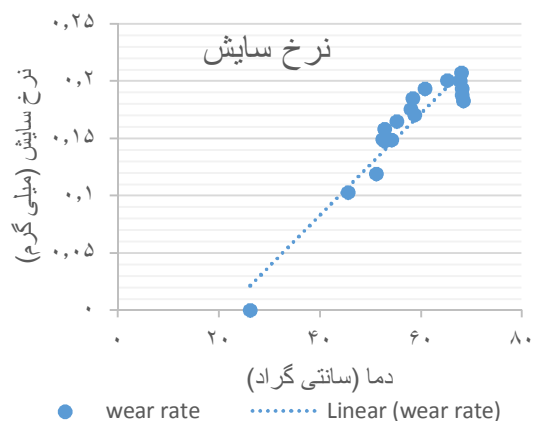 نرخ سایش
۰,۲۵
۰,۲
۰,۱۵
۰,۱
۰,۰۵
۰
نرخ سایش (میلی گرم)
۰ ۲۰ ۴۰ ۶۰ ۸۰
دما (سانتی گراد)
wear rate Linear (wear rate)